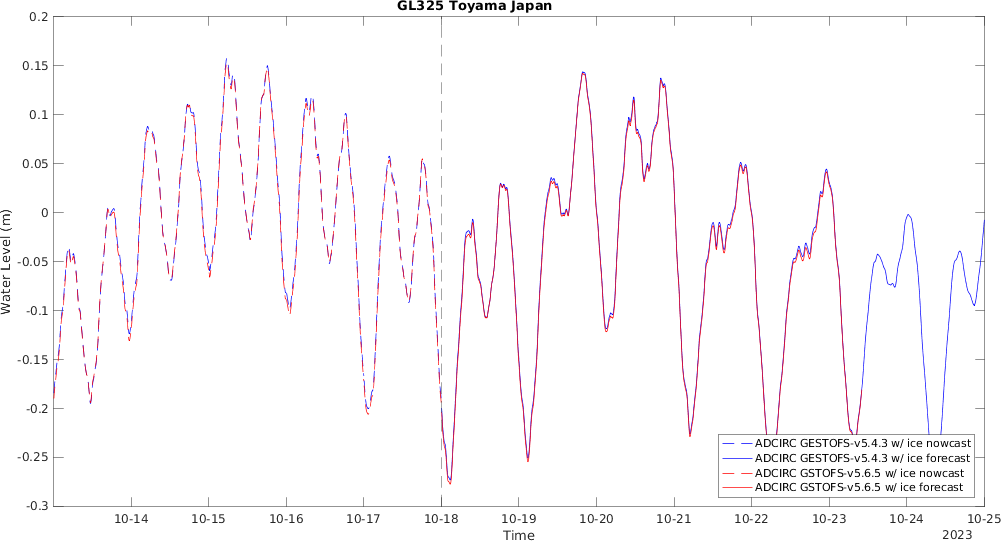 GL325 Toyama Japan
0.2
0.15
0.1
0.05
0
-0.05
-0.1
-0.15
-0.2
-0.25
-0.3
Water Level (m)
ADCIRC GESTOFS-v5.4.3 w/ ice nowcast
ADCIRC GESTOFS-v5.4.3 w/ ice forecast
ADCIRC GSTOFS-v5.6.5 w/ ice nowcast
ADCIRC GSTOFS-v5.6.5 w/ ice forecast
10-14 10-15 10-16 10-17 10-18 10-19 10-20 10-21 10-22 10-23 10-24 10-25
Time
2023